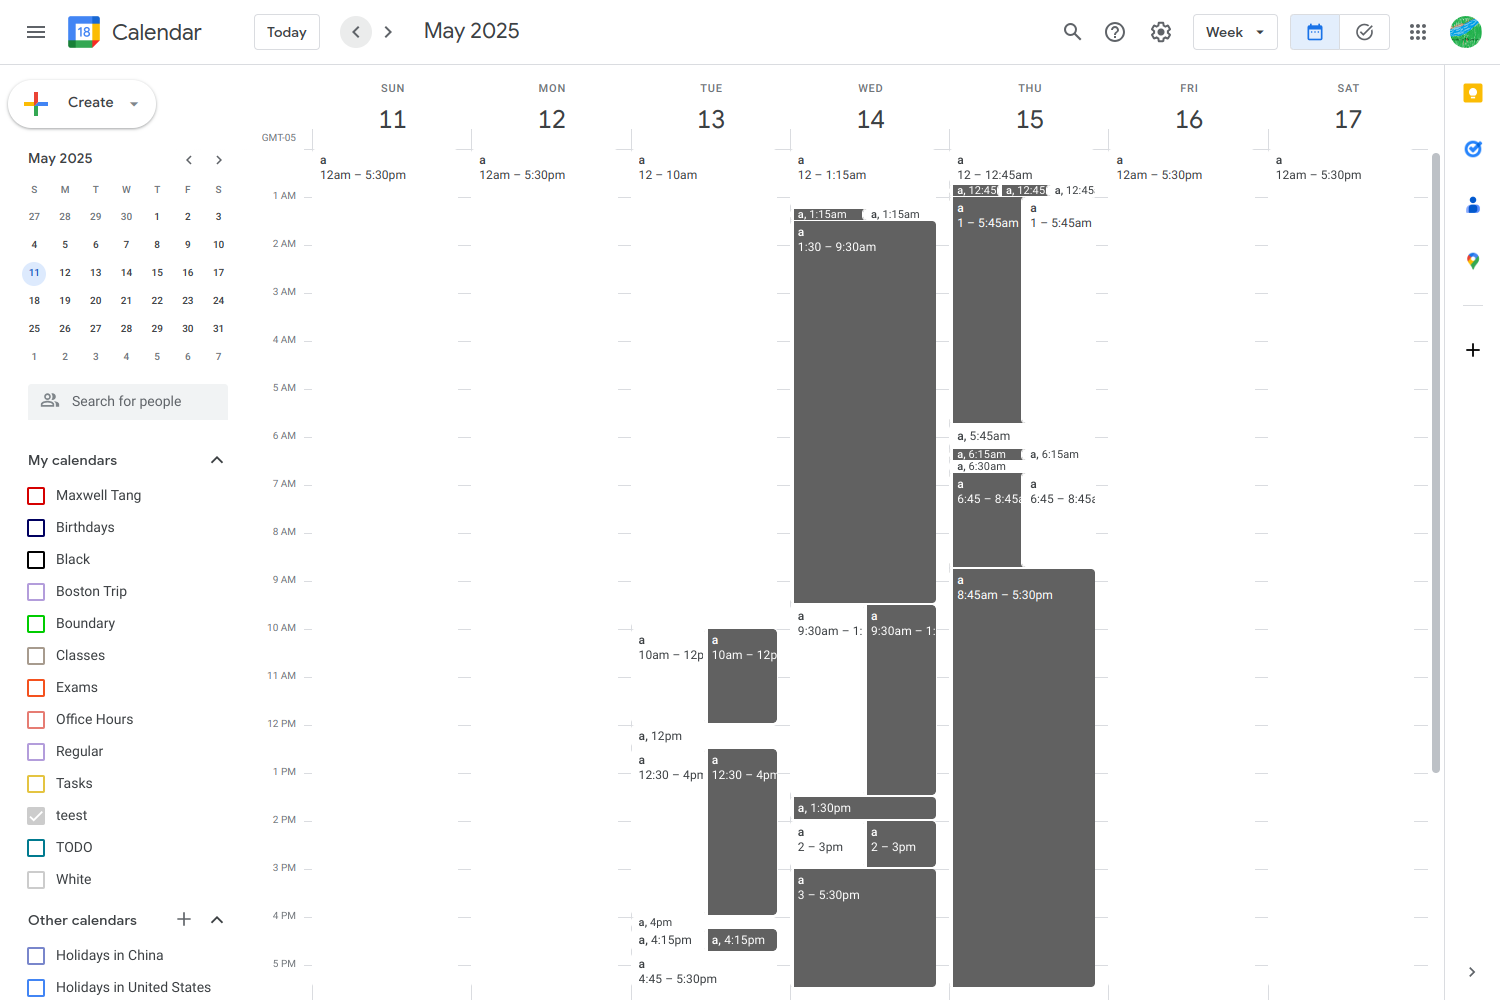 18 Calendar Today May 2025 Week
Create
May 2025
S M T W T F S
27 28 29 30 1 2 3
4 5 6 7 8 9 10
11 12 13 14 15 16 17
18 19 20 21 22 23 24
25 26 27 28 29 30 31
1 2 3 4 5 6 7
Search for people
My calendars
Maxwell Tang
Birthdays
Black
Boston Trip
Boundary
Classes
Exams
Office Hours
Regular
Tasks
teest
TODO
White
Other calendars
Holidays in China
Holidays in United States
SUN MON TUE WED THU FRI SAT
11 12 13 14 15 16 17
GMT-05
1 AM
2 AM
3 AM
4 AM
5 AM
6 AM
7 AM
8 AM
9 AM
10 AM
11 AM
12 PM
1 PM
2 PM
3 PM
4 PM
5 PM
a
12am – 5:30pm
a
12am – 5:30pm
a
12 – 10am
a
10am – 12p
a
10am – 12p
a, 12pm
a
12:30 – 4pm
a
12:30 – 4pm
a, 4pm
a, 4:15pm
a, 4:15pm
a
4:45 – 5:30pm
a
12 – 1:15am
a, 1:15am
a, 1:15am
a
1:30 – 9:30am
a
9:30am – 1:
a
9:30am – 1:
a, 1:30pm
a
2 – 3pm
a
2 – 3pm
a
3 – 5:30pm
a
12 – 12:45am
a, 12:45
a, 12:45
a, 12:45
a
1 – 5:45am
a
1 – 5:45am
a, 5:45am
a, 6:15am
a, 6:15am
a, 6:30am
a
6:45 – 8:45a
a
6:45 – 8:45a
a
8:45am – 5:30pm
a
12am – 5:30pm
a
12am – 5:30pm